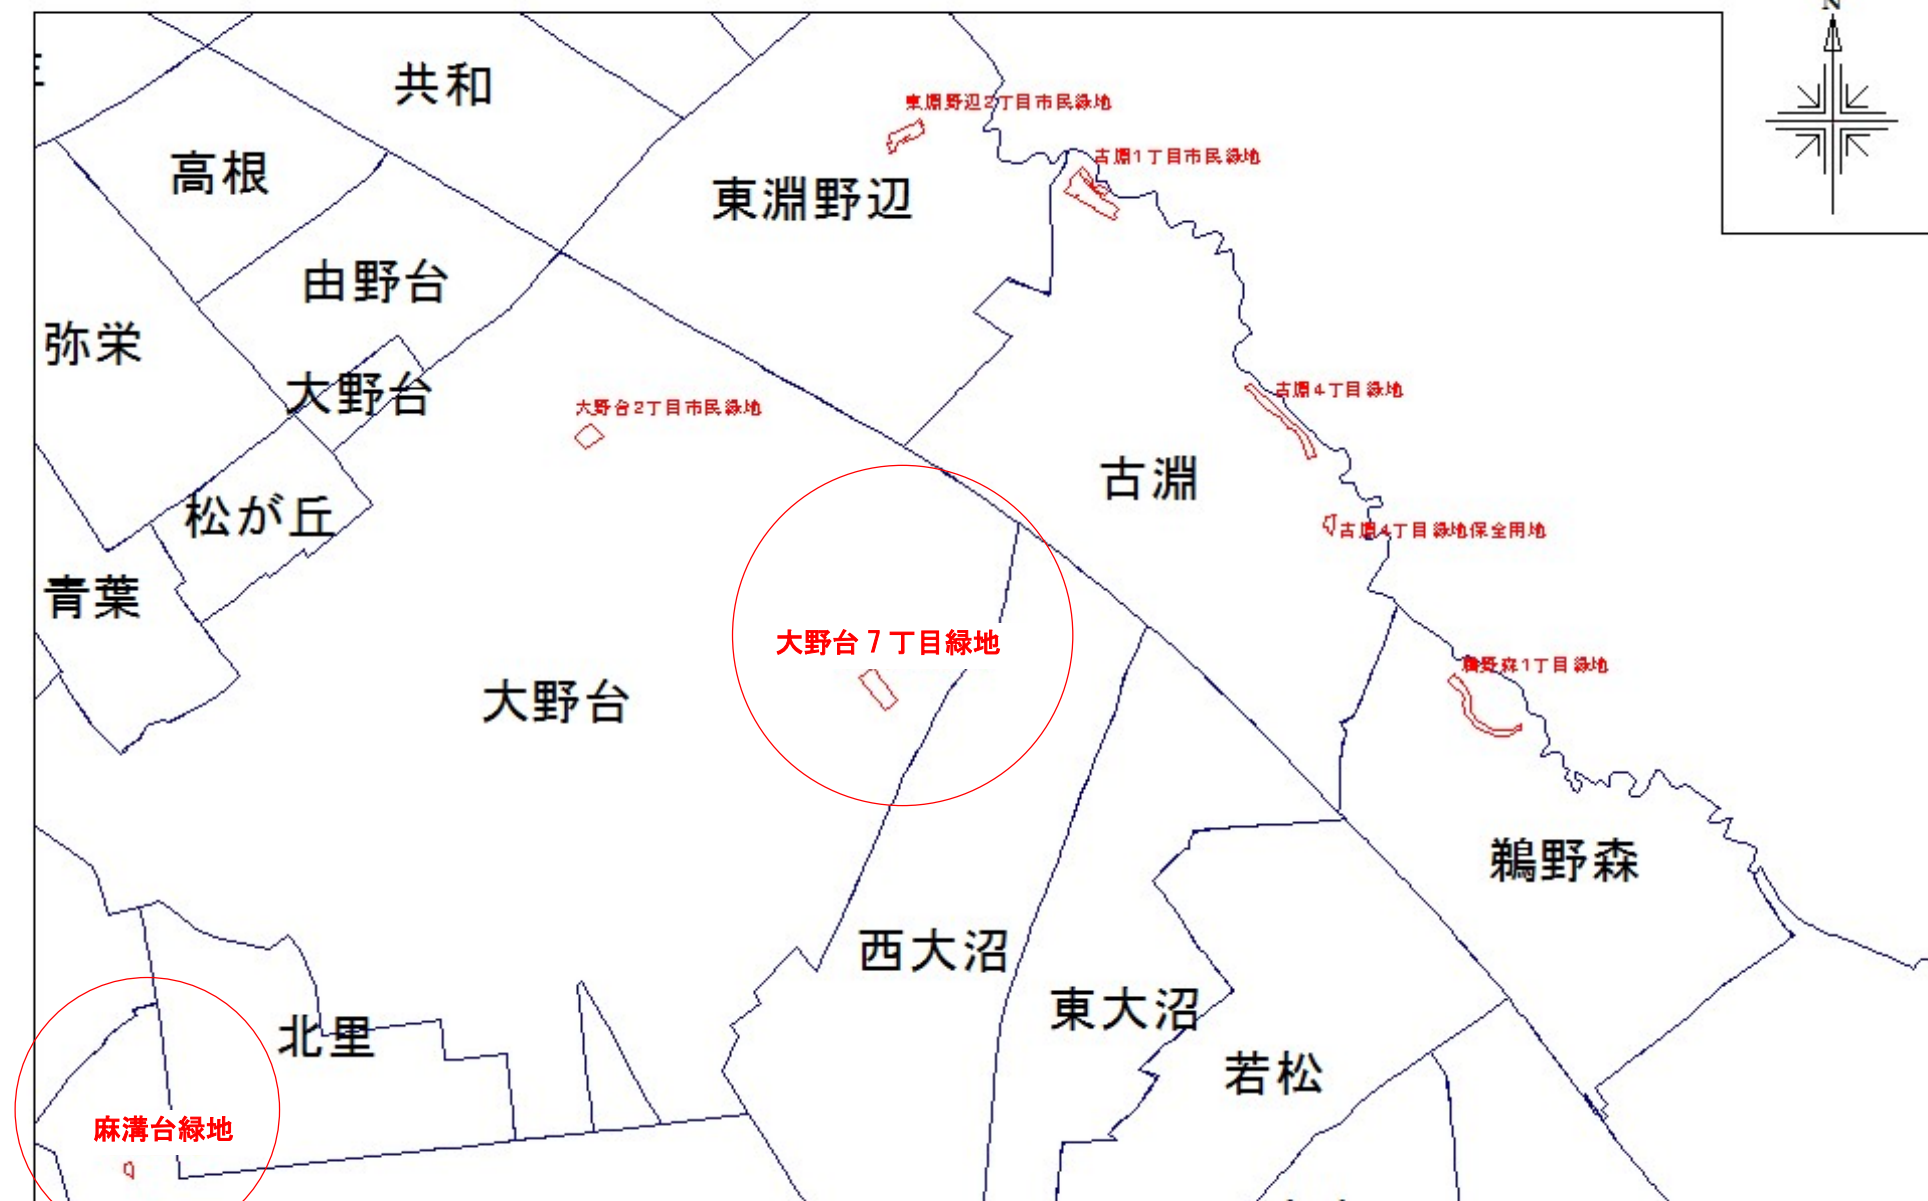 N
共和
東淵野辺2丁目市民緑地
古淵1丁目市民緑地
高根
東淵野辺
由野台
弥栄
大野台
大野台2丁目市民緑地
古淵4丁目緑地
古淵
松が丘
古淵4丁目緑地保全用地
青葉
大野台7丁目緑地
鵜野森1丁目緑地
大野台
鵜野森
西大沼
東大沼
北里
若松
麻溝台緑地